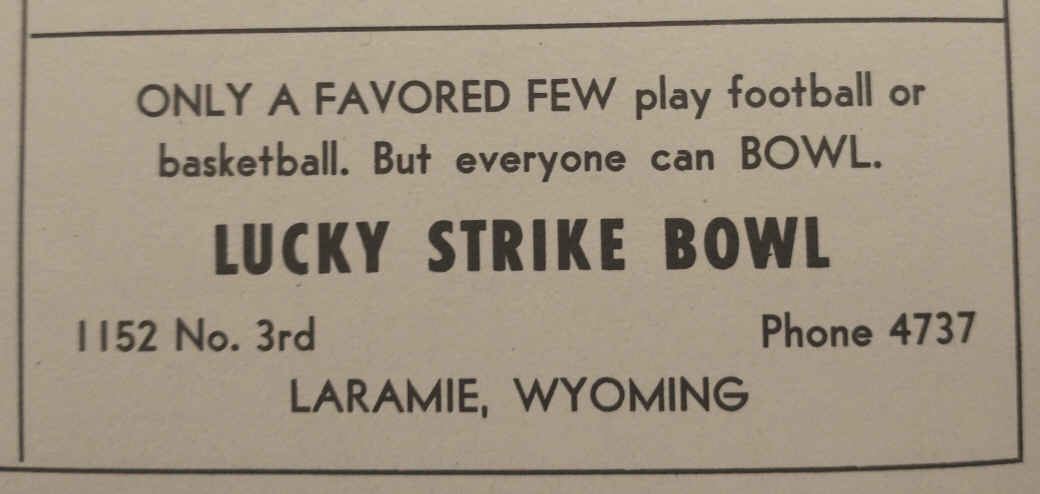 ONLY A FAVORED FEW play football or
basketball. But everyone can BOWL.
LUCKY STRIKE BOWL
1152 No. 3rd Phone 4737
LARAMIE, WYOMING